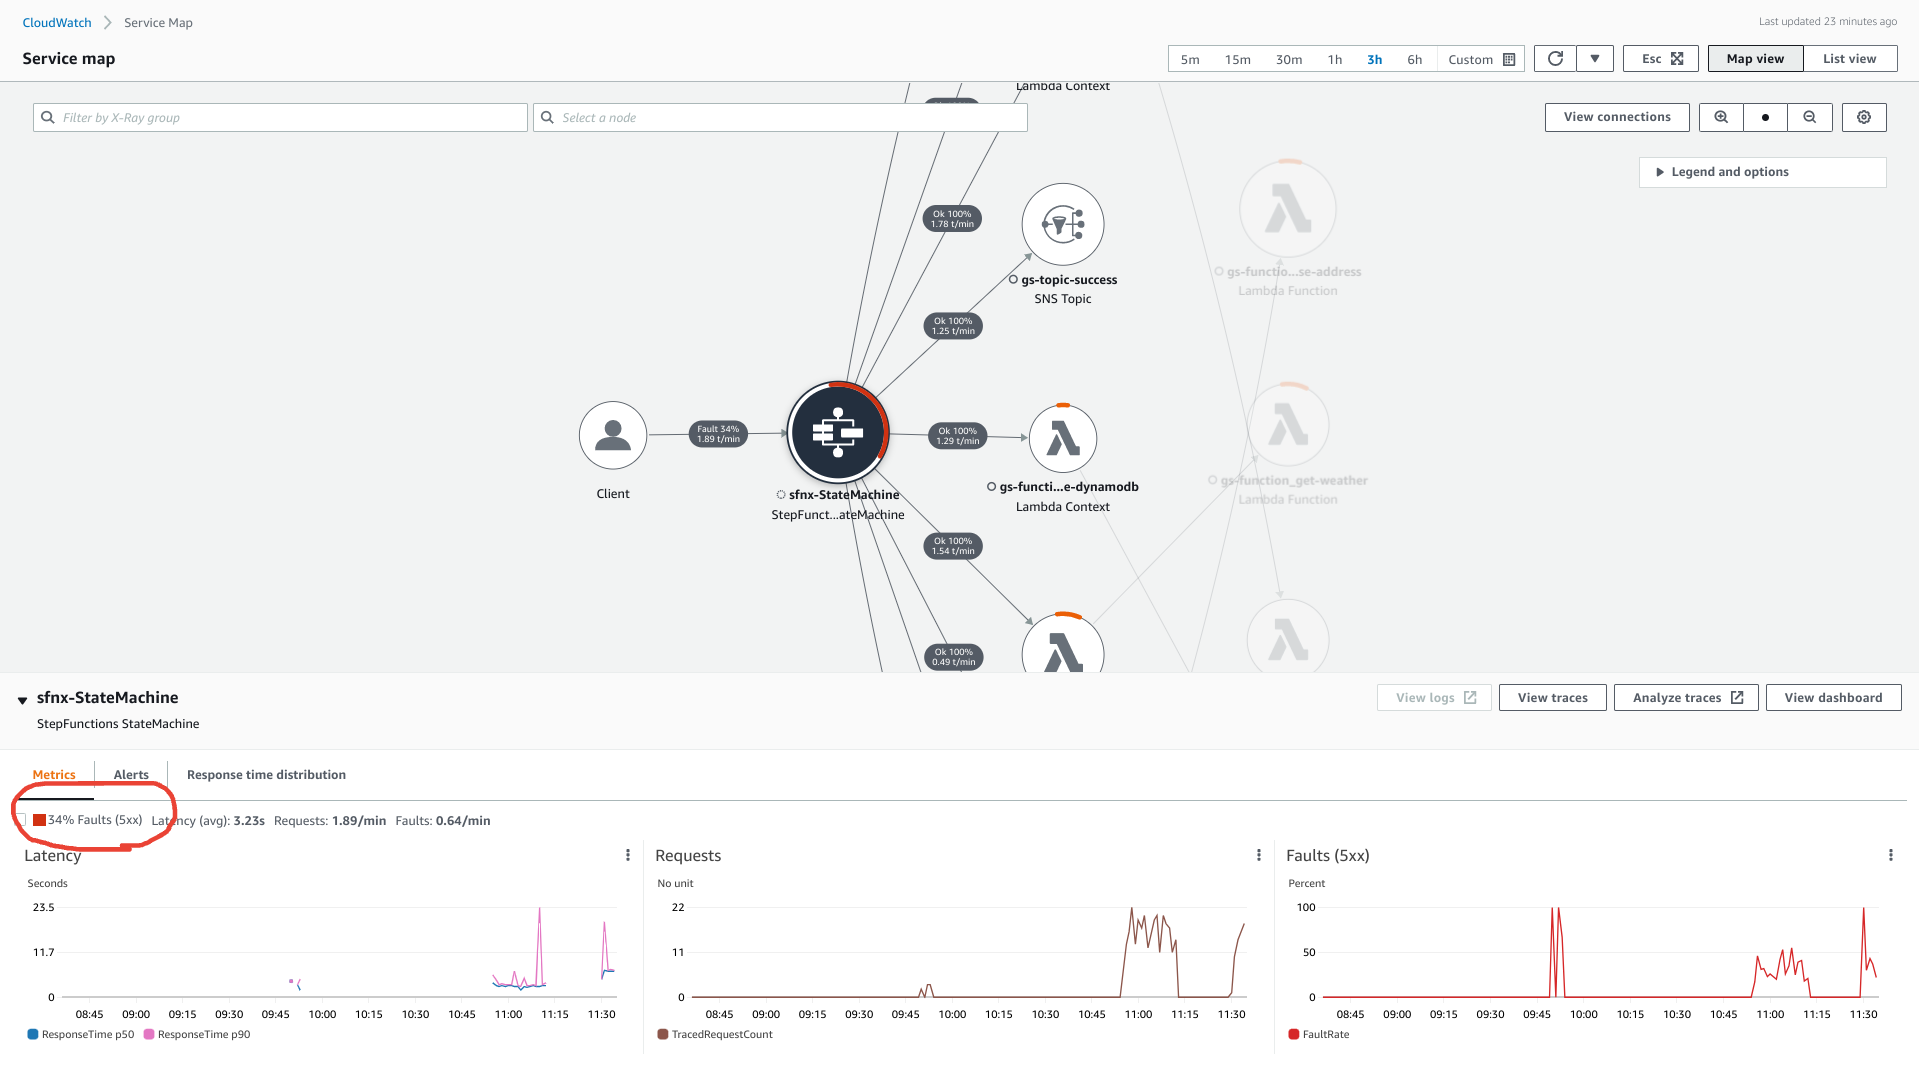 CloudWatch
Service Map
Last updated 23 minutes ago
Service map
5m 15m 30m 1h 3h 6h Custom
Esc
Map view
List view
Lambda Context
Filter by X-Ray group
Select a node
View connections
Legend and options
Ok 100%
1.78 t/min
gs-topic-success
SNS Topic
gs-functio...se-address
Lambda Function
Ok 100%
1.25 t/min
Fault 34%
1.89 t/min
Ok 100%
1.29 t/min
Client
sfnx-StateMachine
StepFunct...ateMachine
gs-functi...e-dynamodb
Lambda Context
gs-function_get-weather
Lambda Function
Ok 100%
1.54 t/min
Ok 100%
0.49 t/min
sfnx-StateMachine
StepFunctions StateMachine
View logs
View traces
Analyze traces
View dashboard
Metrics
Alerts
Response time distribution
34% Faults (5xx) Latency (avg): 3.23s Requests: 1.89/min Faults: 0.64/min
Latency
Seconds
23.5
11.7
0
08:45 09:00 09:15 09:30 09:45 10:00 10:15 10:30 10:45 11:00 11:15 11:30
ResponseTime p50 ResponseTime p90
Requests
No unit
22
11
0
08:45 09:00 09:15 09:30 09:45 10:00 10:15 10:30 10:45 11:00 11:15 11:30
TracedRequestCount
Faults (5xx)
Percent
100
50
0
08:45 09:00 09:15 09:30 09:45 10:00 10:15 10:30 10:45 11:00 11:15 11:30
FaultRate